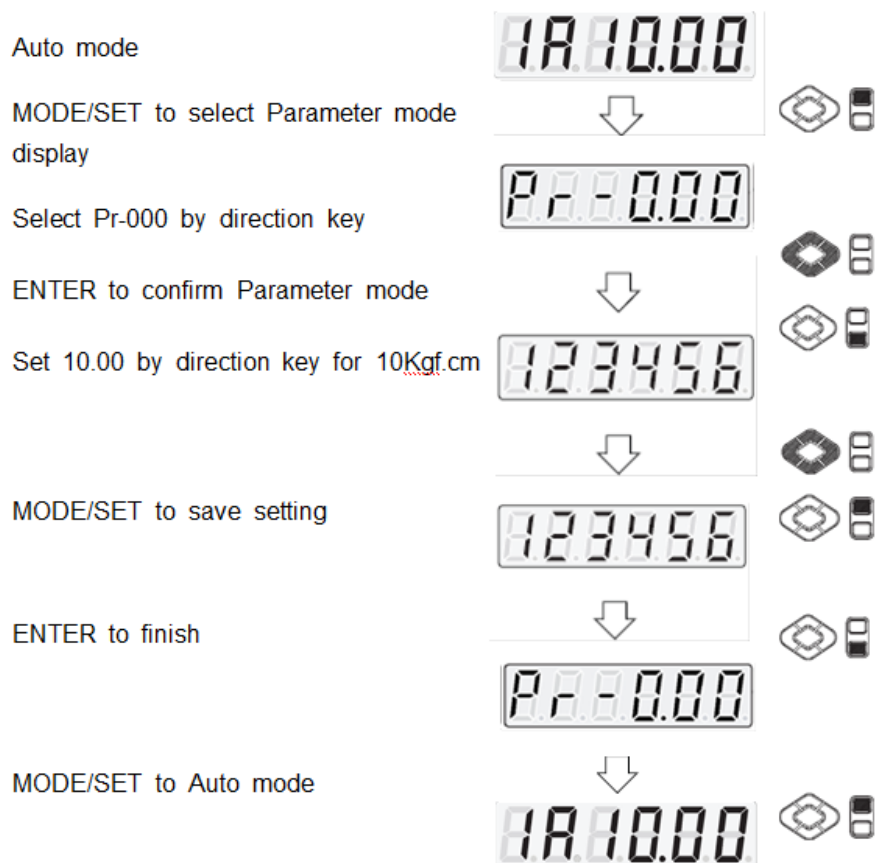 Auto mode
1A 10.00
MODE/SET to select Parameter mode
display
Pr-0.00
Select Pr-000 by direction key
ENTER to confirm Parameter mode
Set 10.00 by direction key for 10Kgf.cm
123456
MODE/SET to save setting
123456
ENTER to finish
Pr-0.00
MODE/SET to Auto mode
1A 10.00